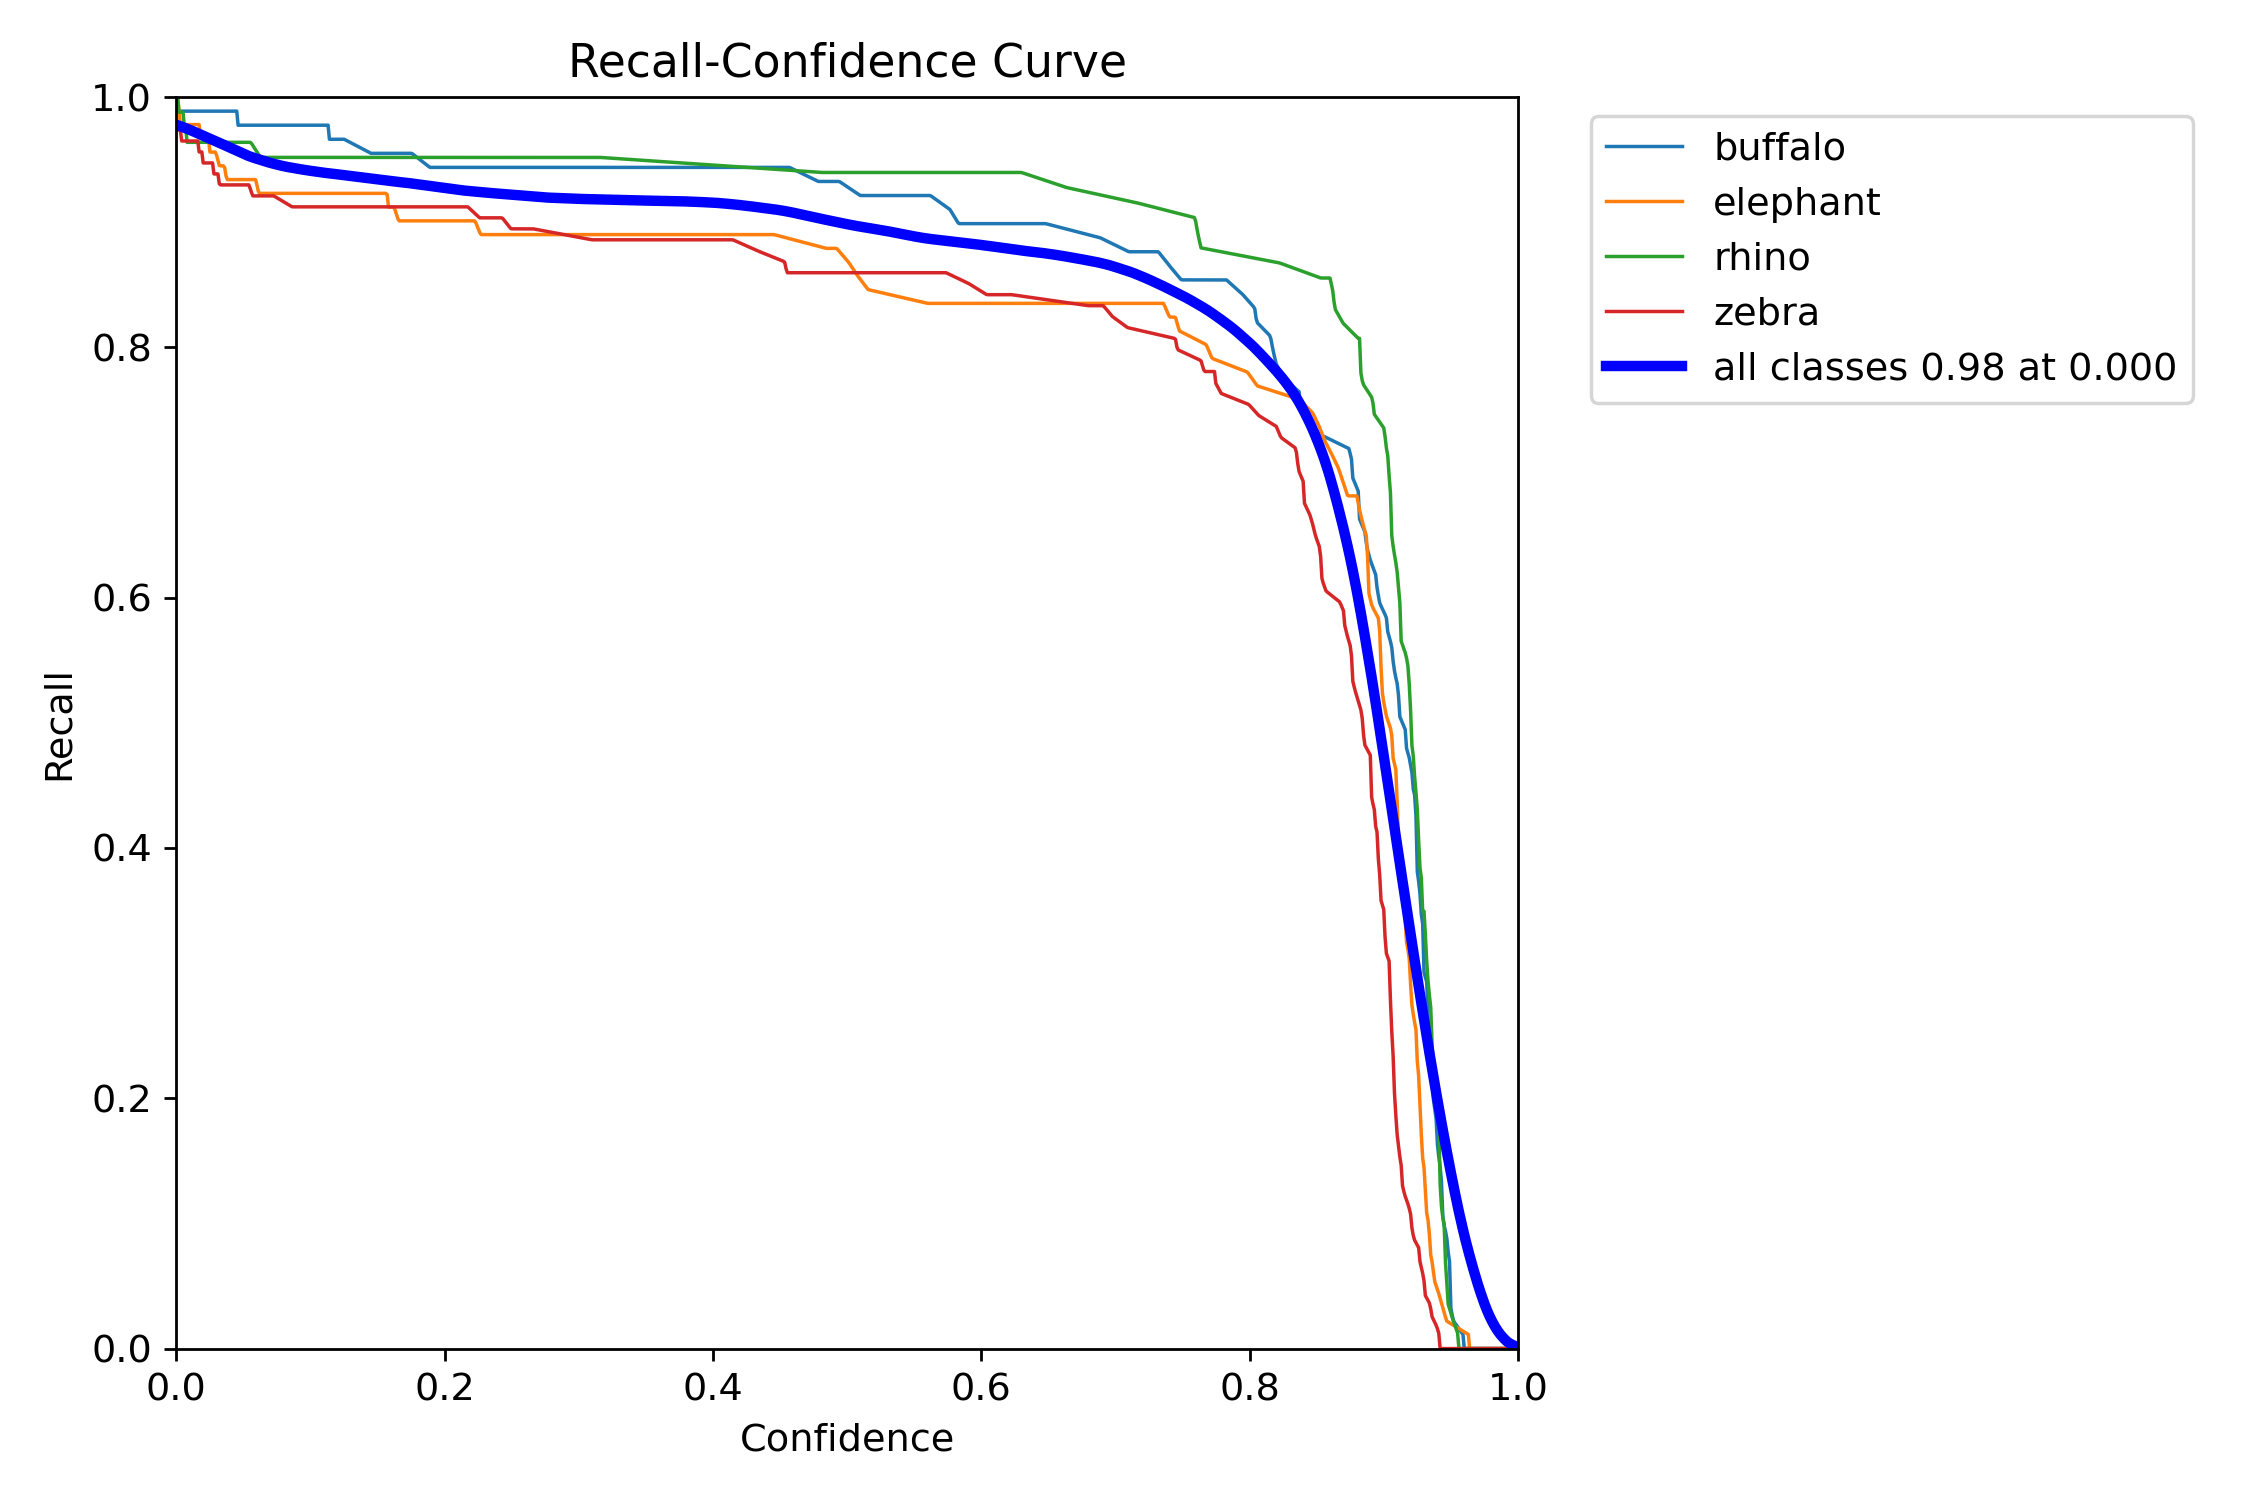 Recall-Confidence Curve
1.0
0.8
0.6
0.4
0.2
0.0
Recall
0.0 0.2 0.4 0.6 0.8 1.0
Confidence
buffalo
elephant
rhino
zebra
all classes 0.98 at 0.000